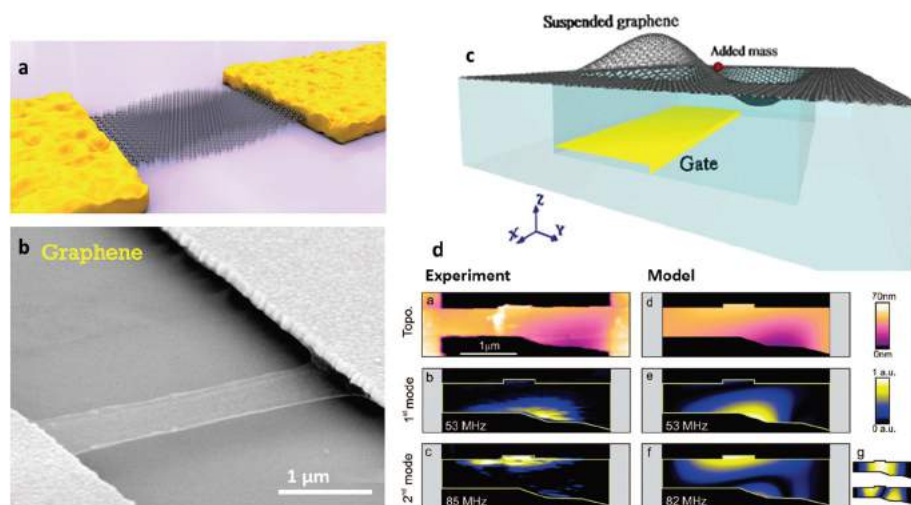 a
b
Graphene
1 μm
c
Suspended graphene
Added mass
Gate
Z
X
Y
d
Experiment
Model
Topo.
a
1μm
d
70nm
0nm
1st mode
b
53 MHz
e
53 MHz
1 a.u.
0 a.u.
2nd mode
c
85 MHz
f
82 MHz
g